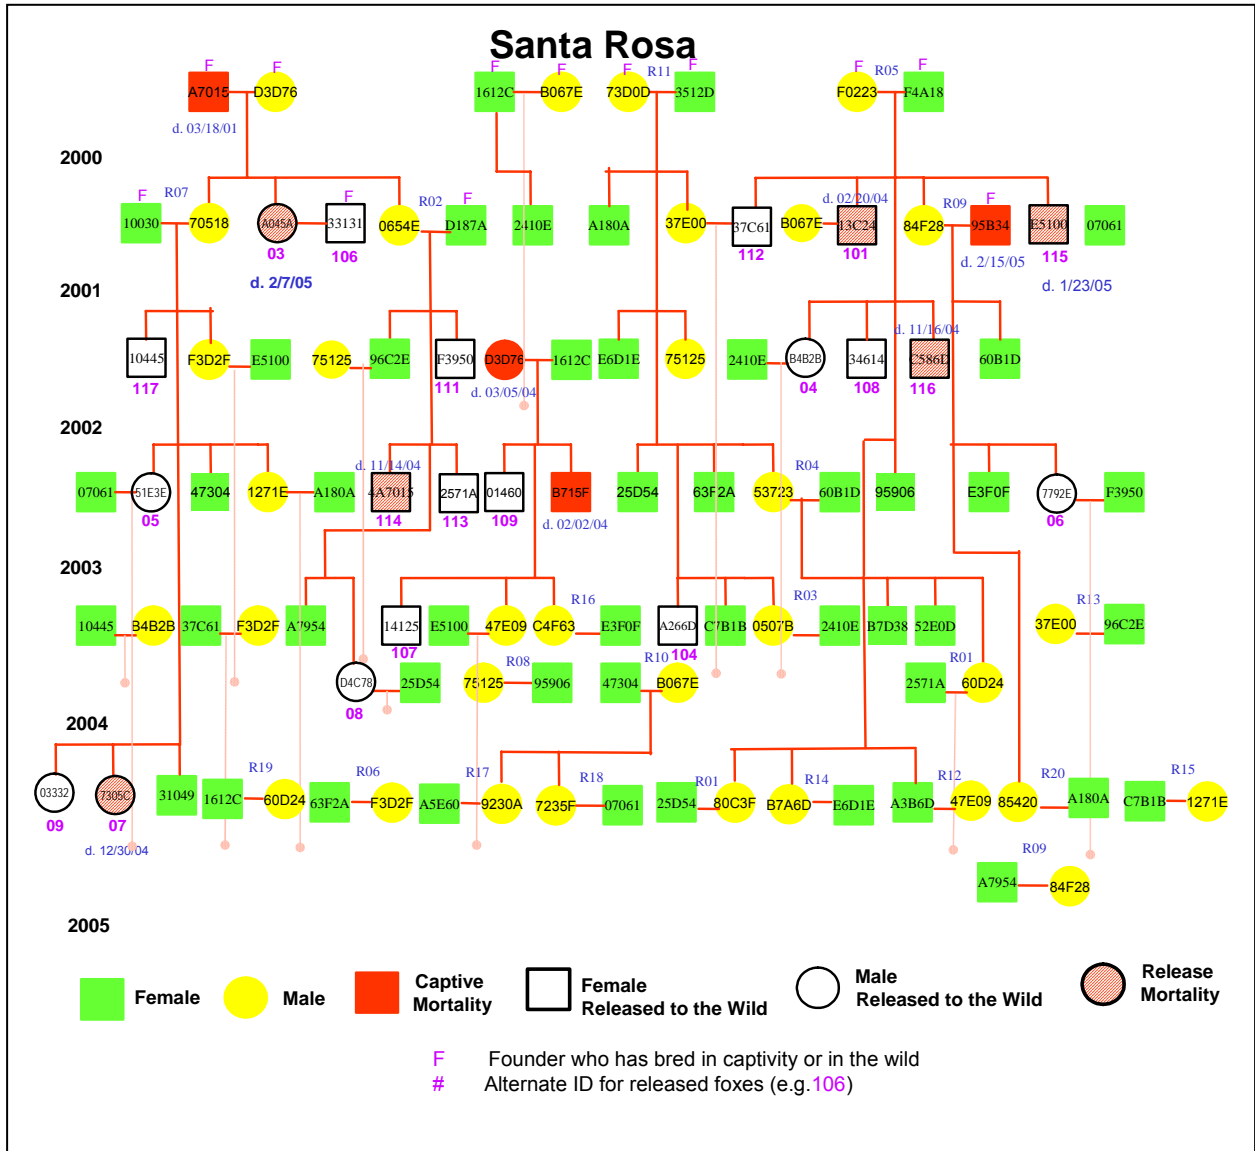 Santa Rosa
F F F F F R11 F F R05 F
A7015 D3D76 1612C B067E 73D0D 3512D F0223 F4A18
d. 03/18/01
2000
F R07 F R02 F d. 02/20/04 R09 F
10030 70518 A045A 33131 0654E D187A 2410E A180A 37E00 37C61 B067E 13C24 84F28 95B34 E5100 07061
03 106 112 101 115
d. 2/7/05 d. 2/15/05 d. 1/23/05
2001
d. 11/16/04
10445 F3D2F E5100 75125 96C2E F3950 D3D76 1612C E6D1E 75125 2410E B4B2B 34614 C586D 60B1D
117 111 d. 03/05/04 04 108 116
2002
d. 11/14/04 R04
07061 51E3E 47304 1271E A180A 4A7015 2571A 01460 B715F 25D54 63F2A 53723 60B1D 95906 E3F0F 7792E F3950
05 114 113 109 d. 02/02/04 06
2003
R16 R03 R13
10445 B4B2B 37C61 F3D2F A7954 14125 E5100 47E09 C4F63 E3F0F A266D C7B1B 0507B 2410E B7D38 52E0D 37E00 96C2E
107 104
R08 R10 R01
D4C78 25D54 75125 95906 47304 B067E 2571A 60D24
08
2004
R19 R06 R17 R18 R01 R14 R12 R20 R15
03332 7305C 31049 1612C 60D24 63F2A F3D2F A5E60 9230A 7235F 07061 25D54 80C3F B7A6D E6D1E A3B6D 47E09 85420 A180A C7B1B 1271E
09 07
d. 12/30/04
R09
A7954 84F28
2005
Female Male Captive Mortality Female Released to the Wild Male Released to the Wild Release Mortality
F Founder who has bred in captivity or in the wild
# Alternate ID for released foxes (e.g.106)